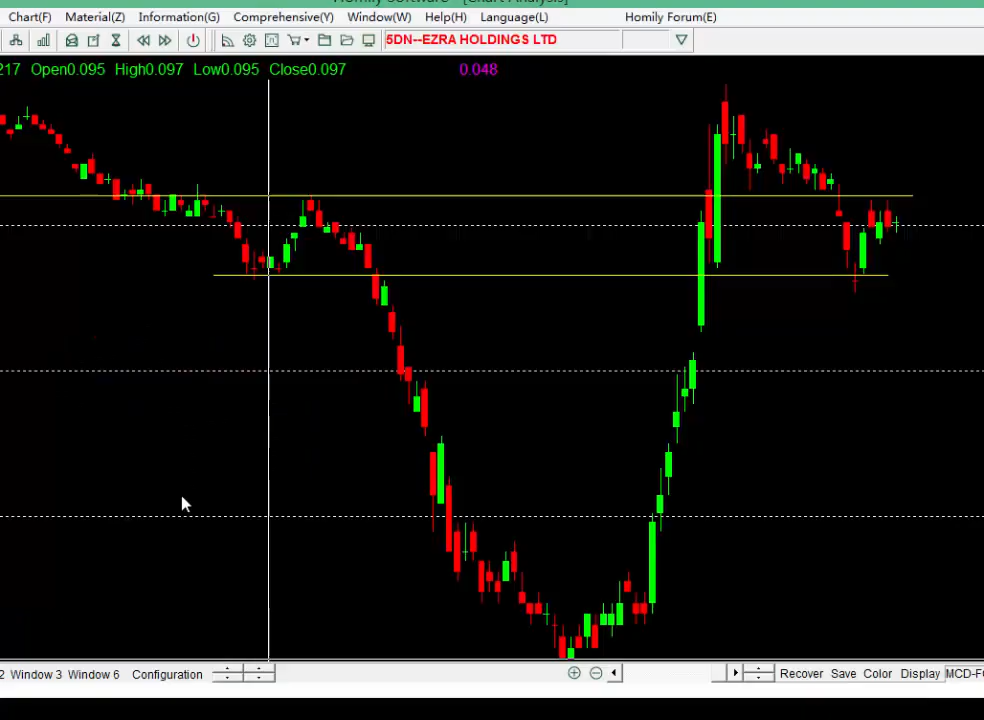 Homily Software - [Chart Analysis]
Chart(F) Material(Z) Information(G) Comprehensive(Y) Window(W) Help(H) Language(L) Homily Forum(E)
5DN--EZRA HOLDINGS LTD
217 Open0.095 High0.097 Low0.095 Close0.097 0.048
2 Window 3 Window 6 Configuration Recover Save Color Display MCD-F